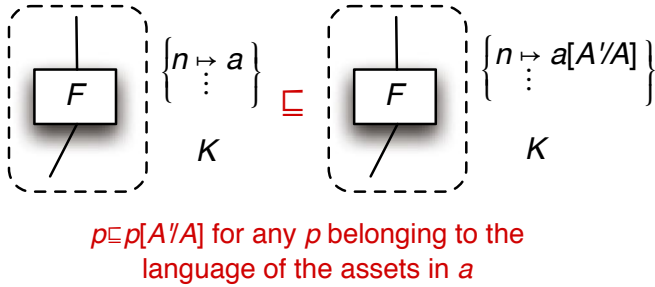 F
{n ↦ a
⋮}
K
⊑
F
{n ↦ a[A'/A]
⋮}
K
p⊑p[A'/A] for any p belonging to the
language of the assets in a